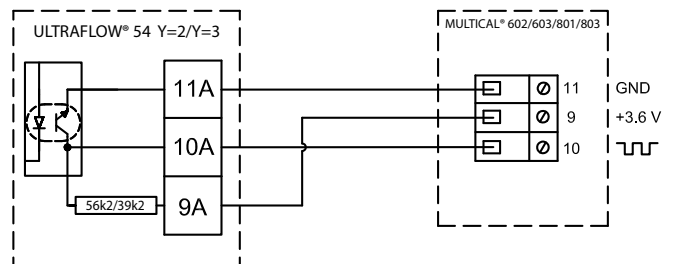 ULTRAFLOW® 54 Y=2/Y=3
MULTICAL® 602/603/801/803
11A
11 GND
9 +3.6 V
10A
10
56k2/39k2
9A